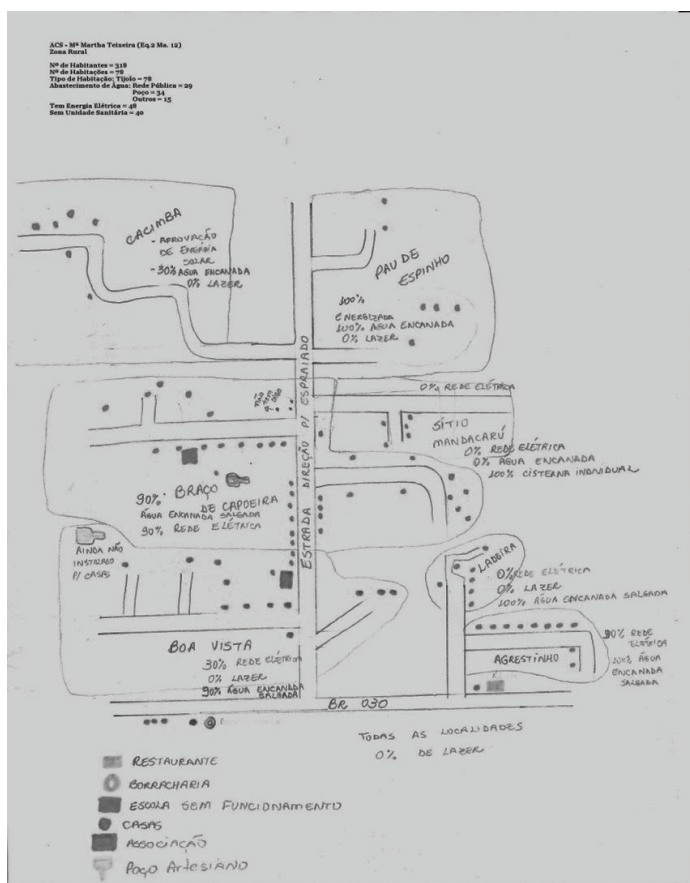 ACS - Mª Martha Teixeira (Eq.2 Ma. 12)
Zona Rural
Nº de Habitantes = 318
Nº de Habitações = 78
Tipo de Habitação: Tijolo = 78
Abastecimento de Água: Rede Pública = 29
Poço = 34
Outros = 15
Tem Energia Elétrica = 48
Sem Unidade Sanitária = 40
CACIMBA
- APROVAÇÃO
DE ENERGIA
SOLAR
- 30% ÁGUA ENCANADA
0% LAZER
PAU DE
ESPINHO
100%
ENERGIZADA
100% ÁGUA ENCANADA
0% LAZER
ESTRADA DIREÇÃO P/ ESPRAIADO
0% REDE ELÉTRICA
não
tem
SÍTIO
MANDACARÚ
0% REDE ELÉTRICA
0% ÁGUA ENCANADA
100% CISTERNA INDIVIDUAL
BRAÇO
DE CAPOEIRA
90%
ÁGUA ENCANADA SALGADA
90% REDE ELÉTRICA
AINDA NÃO
INSTALADO
P/ CASAS
LADEIRA
0% REDE ELÉTRICA
0% LAZER
100% ÁGUA ENCANADA SALGADA
BOA VISTA
30% REDE ELÉTRICA
0% LAZER
90% ÁGUA ENCANADA
SALGADA
AGRESTINHO
90% REDE
ELÉTRICA
100% ÁGUA
ENCANADA
SALGADA
BR 030
TODAS AS LOCALIDADES
0% DE LAZER
RESTAURANTE
BORRACHARIA
ESCOLA SEM FUNCIONAMENTO
CASAS
ASSOCIAÇÃO
POÇO ARTESIANO